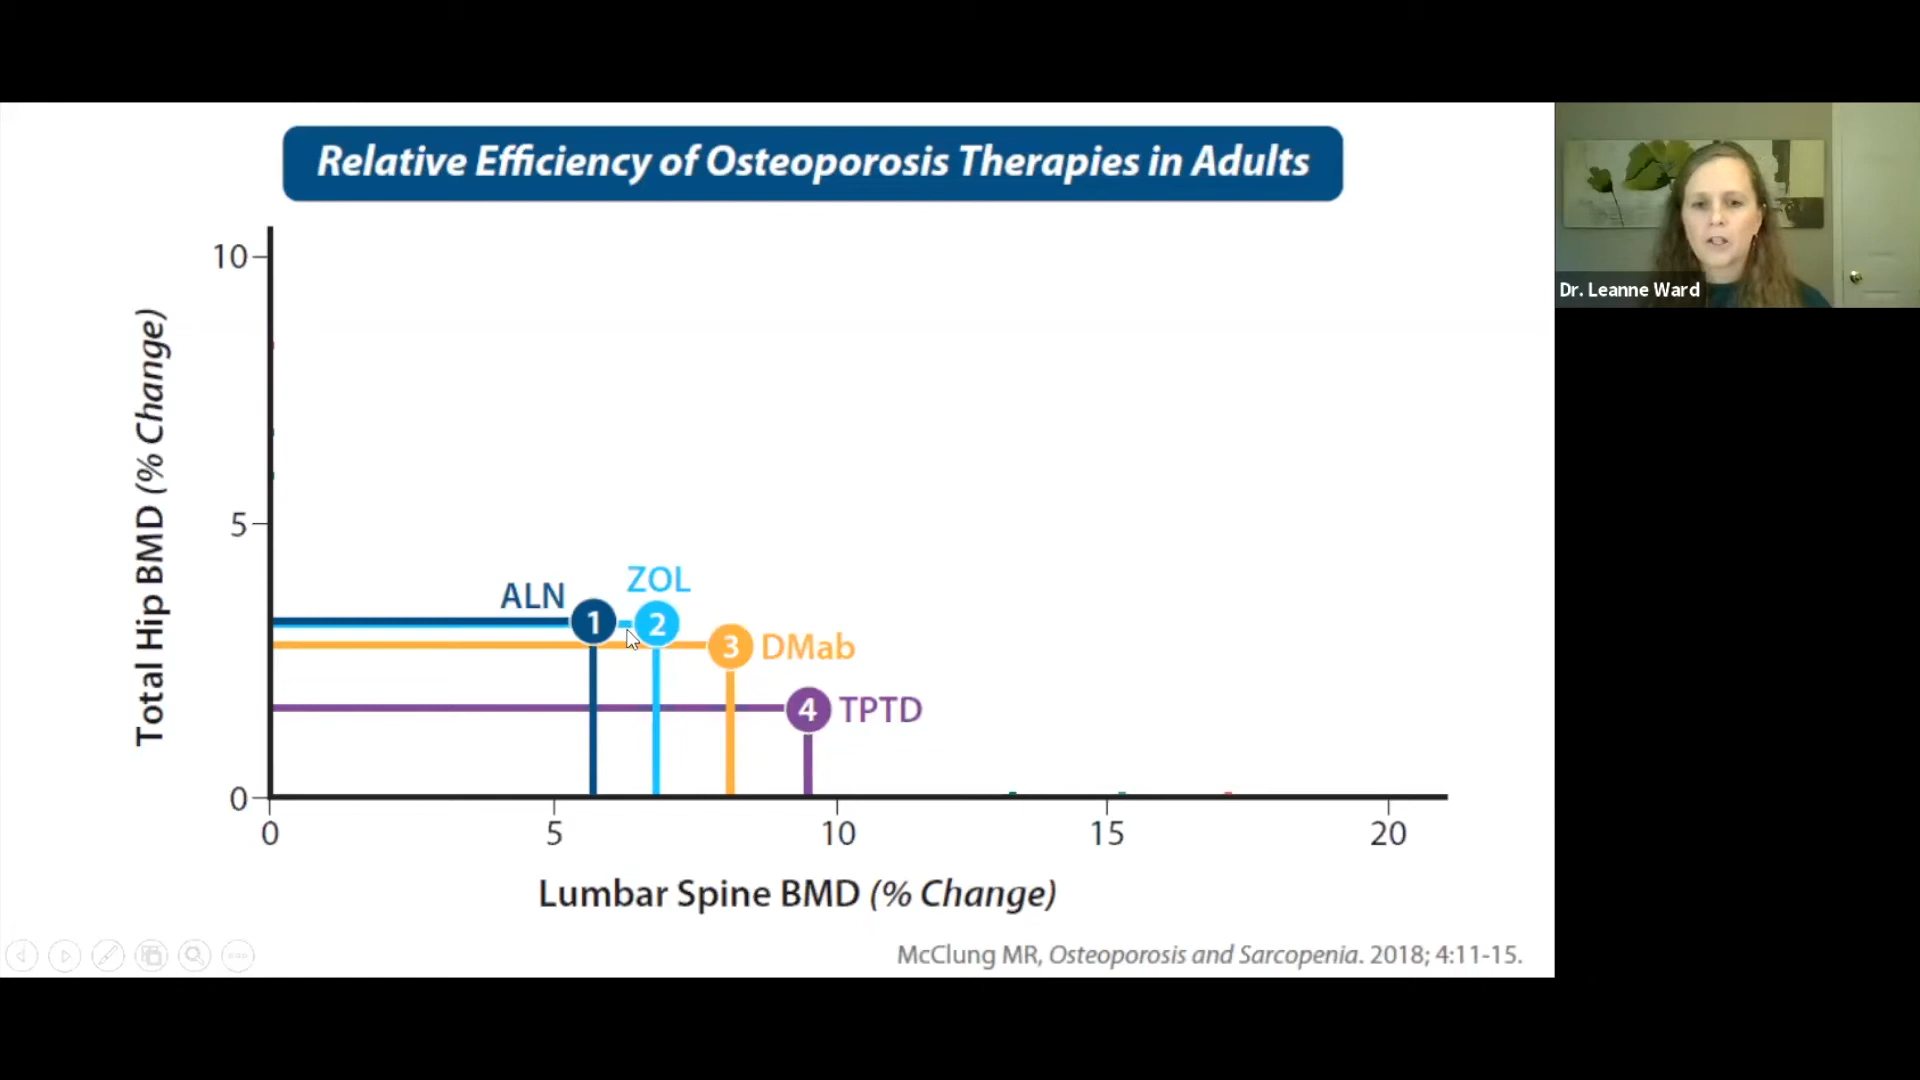 Relative Efficiency of Osteoporosis Therapies in Adults
Dr. Leanne Ward
Total Hip BMD (% Change)
10
5
0
ALN
ZOL
1
2
3
DMab
4
TPTD
0
5
10
15
20
Lumbar Spine BMD (% Change)
McClung MR, Osteoporosis and Sarcopenia. 2018; 4:11-15.